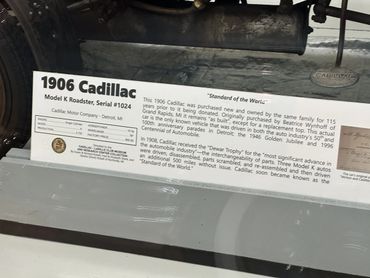 1906 Cadillac
Model K Roadster, Serial #1024
Cadillac Motor Company - Detroit, MI
"Standard of the World"
This 1906 Cadillac was purchased new and owned by the same family for 115
years prior to it being donated. Originally purchased by Beatrice Wynhoff of
Grand Rapids, MI it remains "as built", except for a replacement top. This actual
car is the only known vehicle that was driven in both the auto industry's 50th and
100th anniversary parades in Detroit; the 1946 Golden Jubilee and 1996
Centennial of Automobile.
In 1908, Cadillac received the "Dewar Trophy" for the "most significant advance in
the automobile industry"—the interchangeability of parts. Three Model K autos
were driven, disassembled, parts scrambled, and re-assembled and then driven
an additional 500 miles without issue. Cadillac soon became known as the
"Standard of the World."